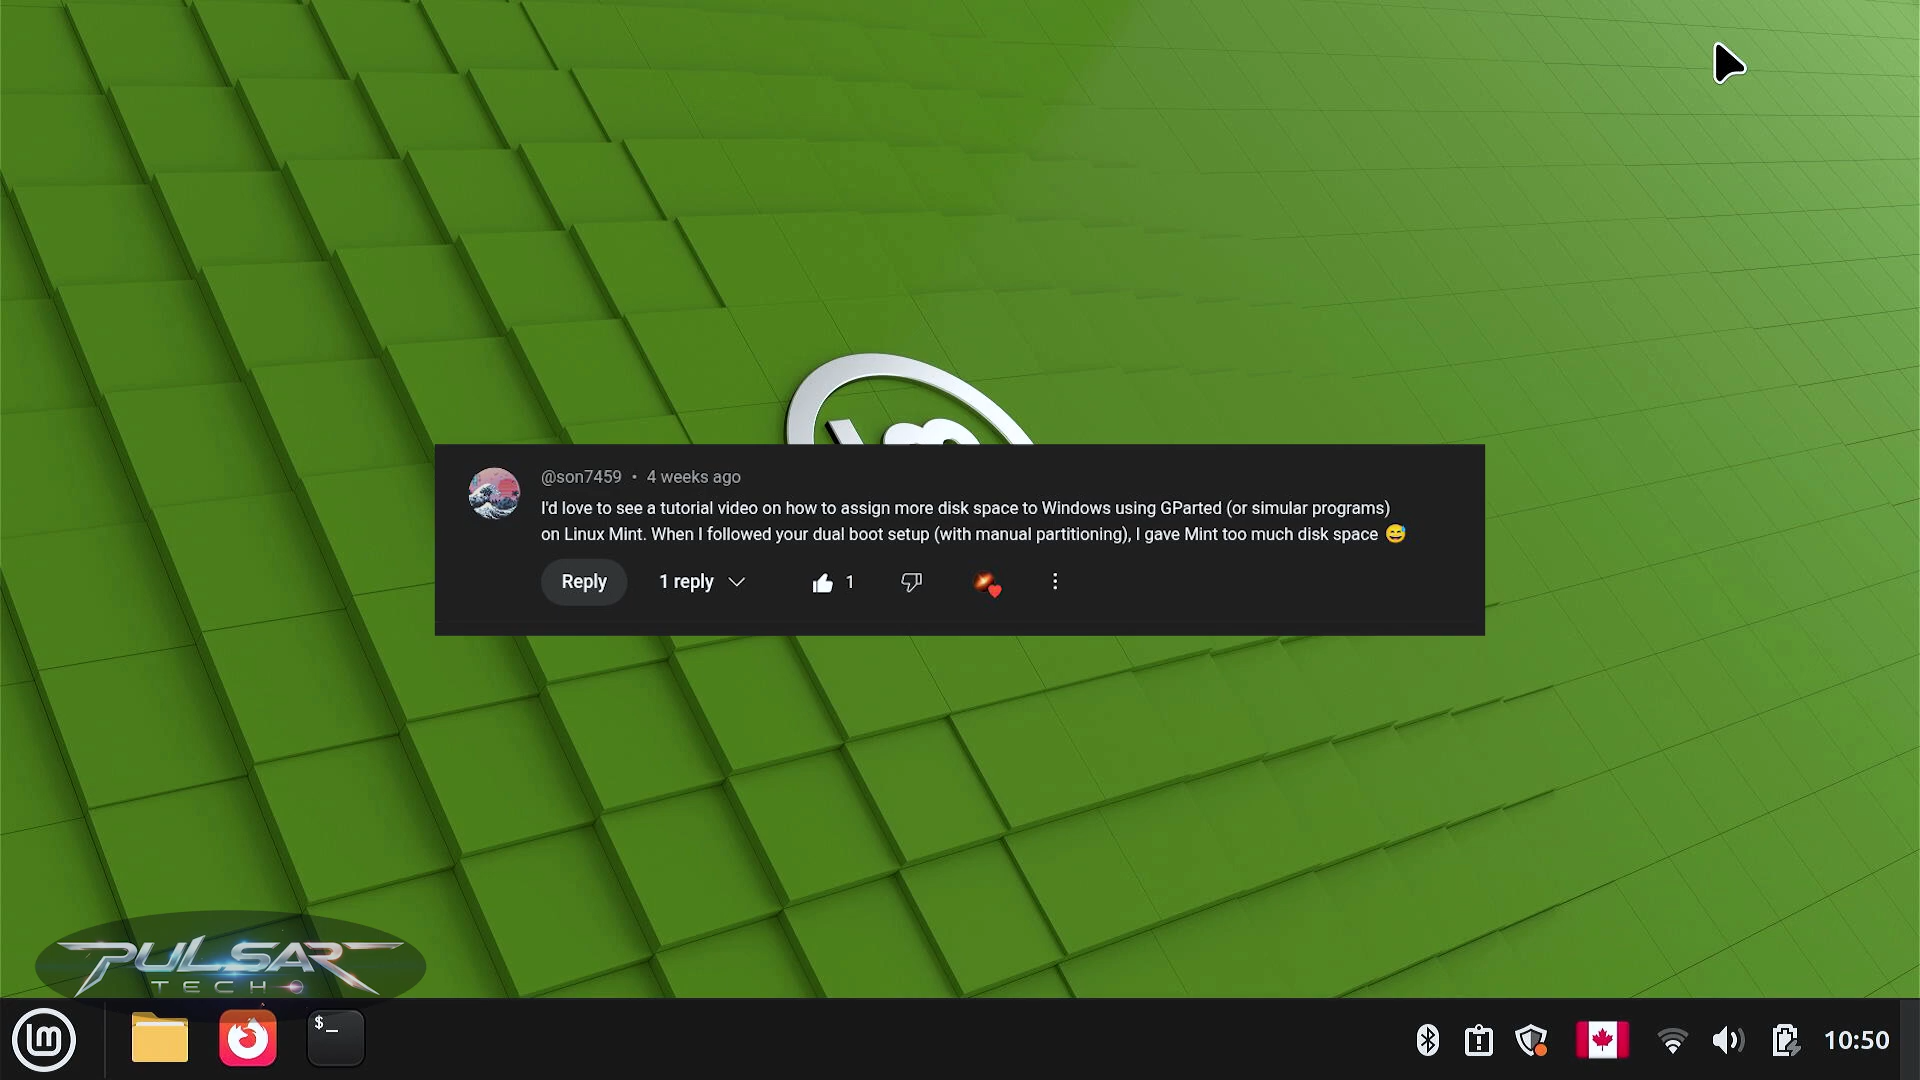 @son7459 • 4 weeks ago
I'd love to see a tutorial video on how to assign more disk space to Windows using GParted (or simular programs)
on Linux Mint. When I followed your dual boot setup (with manual partitioning), I gave Mint too much disk space 😅
Reply 1 reply 1
PULSAR
TECH
$_ 10:50